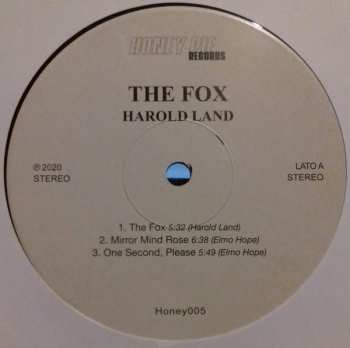 HONEY PIE
RECORDS
THE FOX
HAROLD LAND
℗ 2020
STEREO
LATO A
STEREO
1. The Fox 5:32 (Harold Land)
2. Mirror Mind Rose 6:38 (Elmo Hope)
3. One Second, Please 5:49 (Elmo Hope)
Honey005